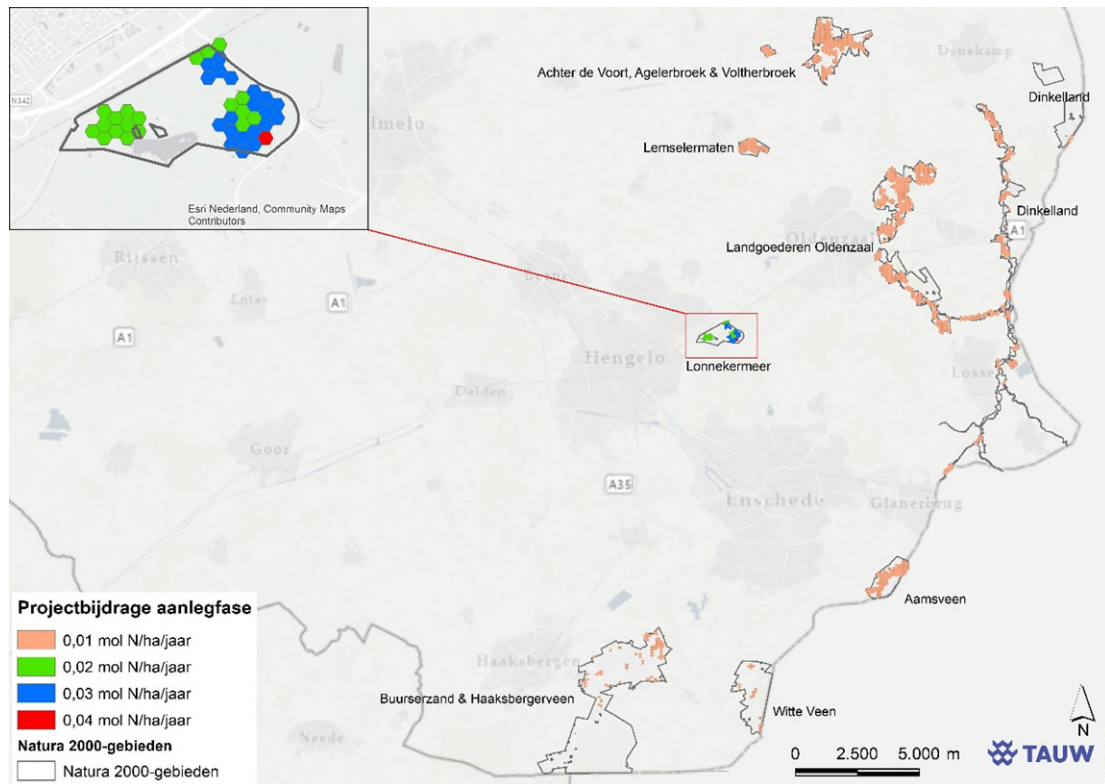 N342
Esri Nederland, Community Maps
Contributors
Achter de Voort, Agelerbroek & Voltherbroek
Denekamp
Dinkelland
Lemselermaten
Dinkelland
A1
Oldenzaal
Landgoederen Oldenzaal
Rijssen
Enter
A1
A1
Hengelo
Lonnekermeer
Delden
Goor
A35
Enschede
Glanerbrug
Aamsveen
Haaksbergen
Buurserzand & Haaksbergerveen
Witte Veen
Neede
Projectbijdrage aanlegfase
0,01 mol N/ha/jaar
0,02 mol N/ha/jaar
0,03 mol N/ha/jaar
0,04 mol N/ha/jaar
Natura 2000-gebieden
Natura 2000-gebieden
0 2.500 5.000 m
N
TAUW